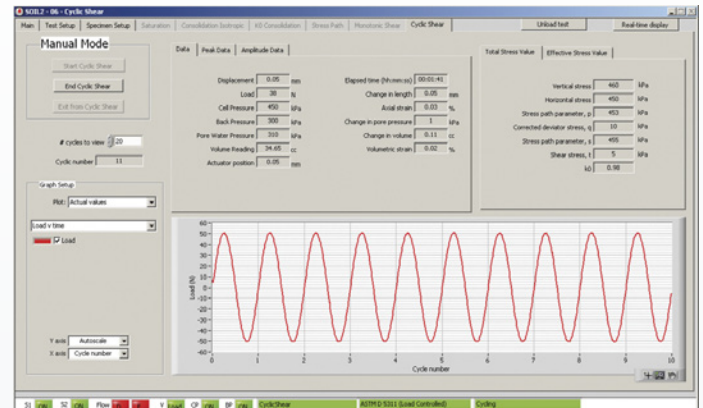 SOIL2 - 06 - Cyclic Shear
Main Test Setup Specimen Setup Saturation Consolidation Isotropic K0 Consolidation Stress Path Monotonic Shear Cyclic Shear
Unload test Real-time display
Manual Mode
Start Cyclic Shear
End Cyclic Shear
Exit from Cyclic Shear
# cycles to view 20
Cyclic number 11
Graph Setup
Plot: Actual values
Load v time
Load
Y axis Autoscale
X axis Cycle number
Data Peak Data Amplitude Data
Displacement 0.05 mm
Load 38 N
Cell Pressure 450 kPa
Back Pressure 300 kPa
Pore Water Pressure 310 kPa
Volume Reading 34.65 cc
Actuator position 0.05 mm
Elapsed time (hh:mm:ss) 00:01:41
Change in length 0.05 mm
Axial strain 0.03 %
Change in pore pressure 1 kPa
Change in volume 0.11 cc
Volumetric strain 0.02 %
Total Stress Value Effective Stress Value
Vertical stress 460 kPa
Horizontal stress 450 kPa
Stress path parameter, p 453 kPa
Corrected deviator stress, q 10 kPa
Stress path parameter, s 455 kPa
Shear stress, t 5 kPa
k0 0.98
Load (N)
60
50
40
30
20
10
0
-10
-20
-30
-40
-50
-60
0 1 2 3 4 5 6 7 8 9 10
Cycle number
S1 ON S2 ON Flow V Load CP ON BP ON CyclicShear ASTM D 5311 (Load Controlled) Cycling